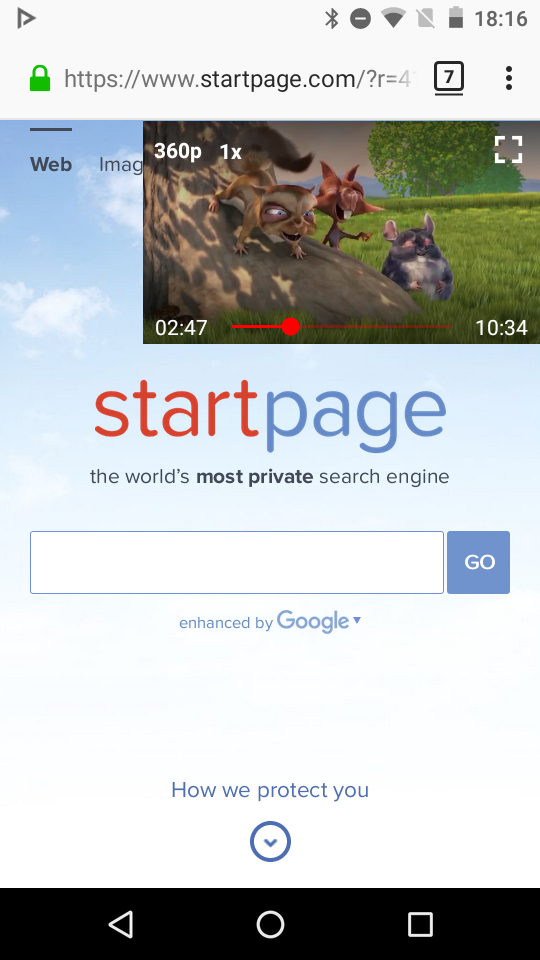 18:16
https://www.startpage.com/?r=4
7
Web Imag
360p 1x
02:47 10:34
startpage
the world's most private search engine
GO
enhanced by Google
How we protect you